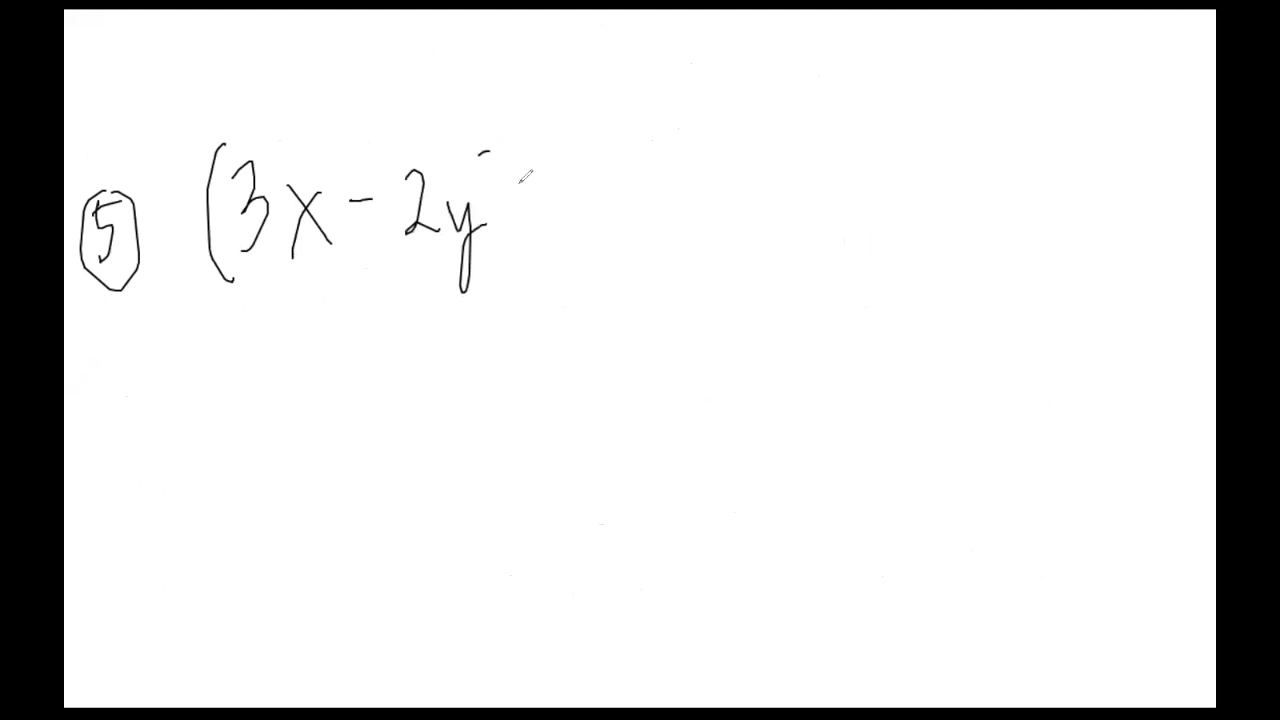 ⑤ (3x - 2y